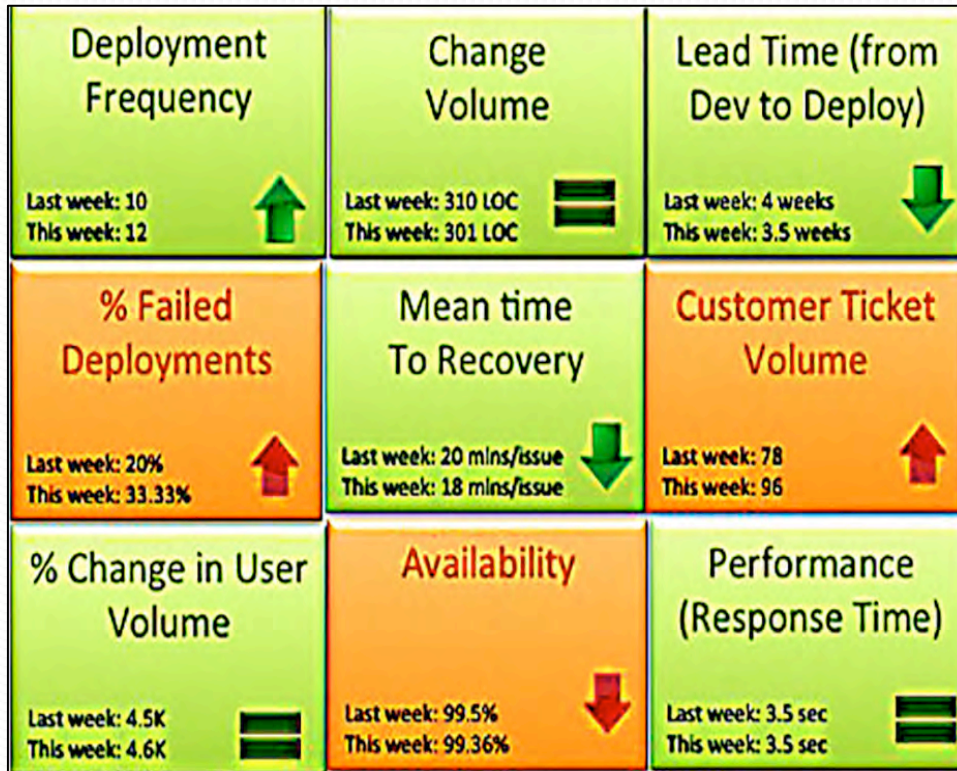 Deployment
Frequency
Last week: 10
This week: 12
Change
Volume
Last week: 310 LOC
This week: 301 LOC
Lead Time (from
Dev to Deploy)
Last week: 4 weeks
This week: 3.5 weeks
% Failed
Deployments
Last week: 20%
This week: 33.33%
Mean time
To Recovery
Last week: 20 mins/issue
This week: 18 mins/issue
Customer Ticket
Volume
Last week: 78
This week: 96
% Change in User
Volume
Last week: 4.5K
This week: 4.6K
Availability
Last week: 99.5%
This week: 99.36%
Performance
(Response Time)
Last week: 3.5 sec
This week: 3.5 sec